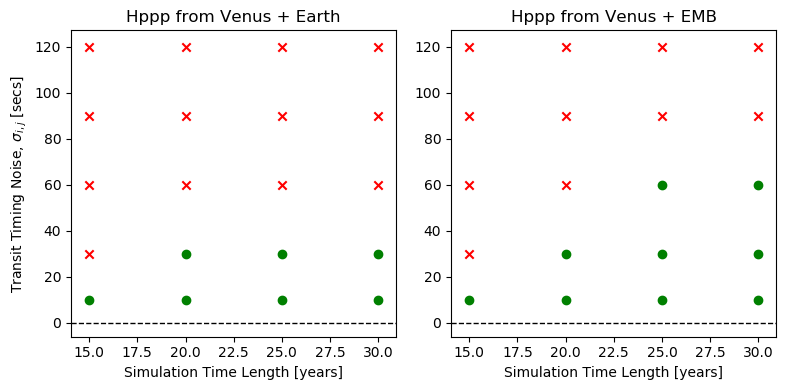 Hppp from Venus + Earth
Transit Timing Noise, σi,j [secs]
120
100
80
60
40
20
0
15.0 17.5 20.0 22.5 25.0 27.5 30.0
Simulation Time Length [years]
Hppp from Venus + EMB
120
100
80
60
40
20
0
15.0 17.5 20.0 22.5 25.0 27.5 30.0
Simulation Time Length [years]